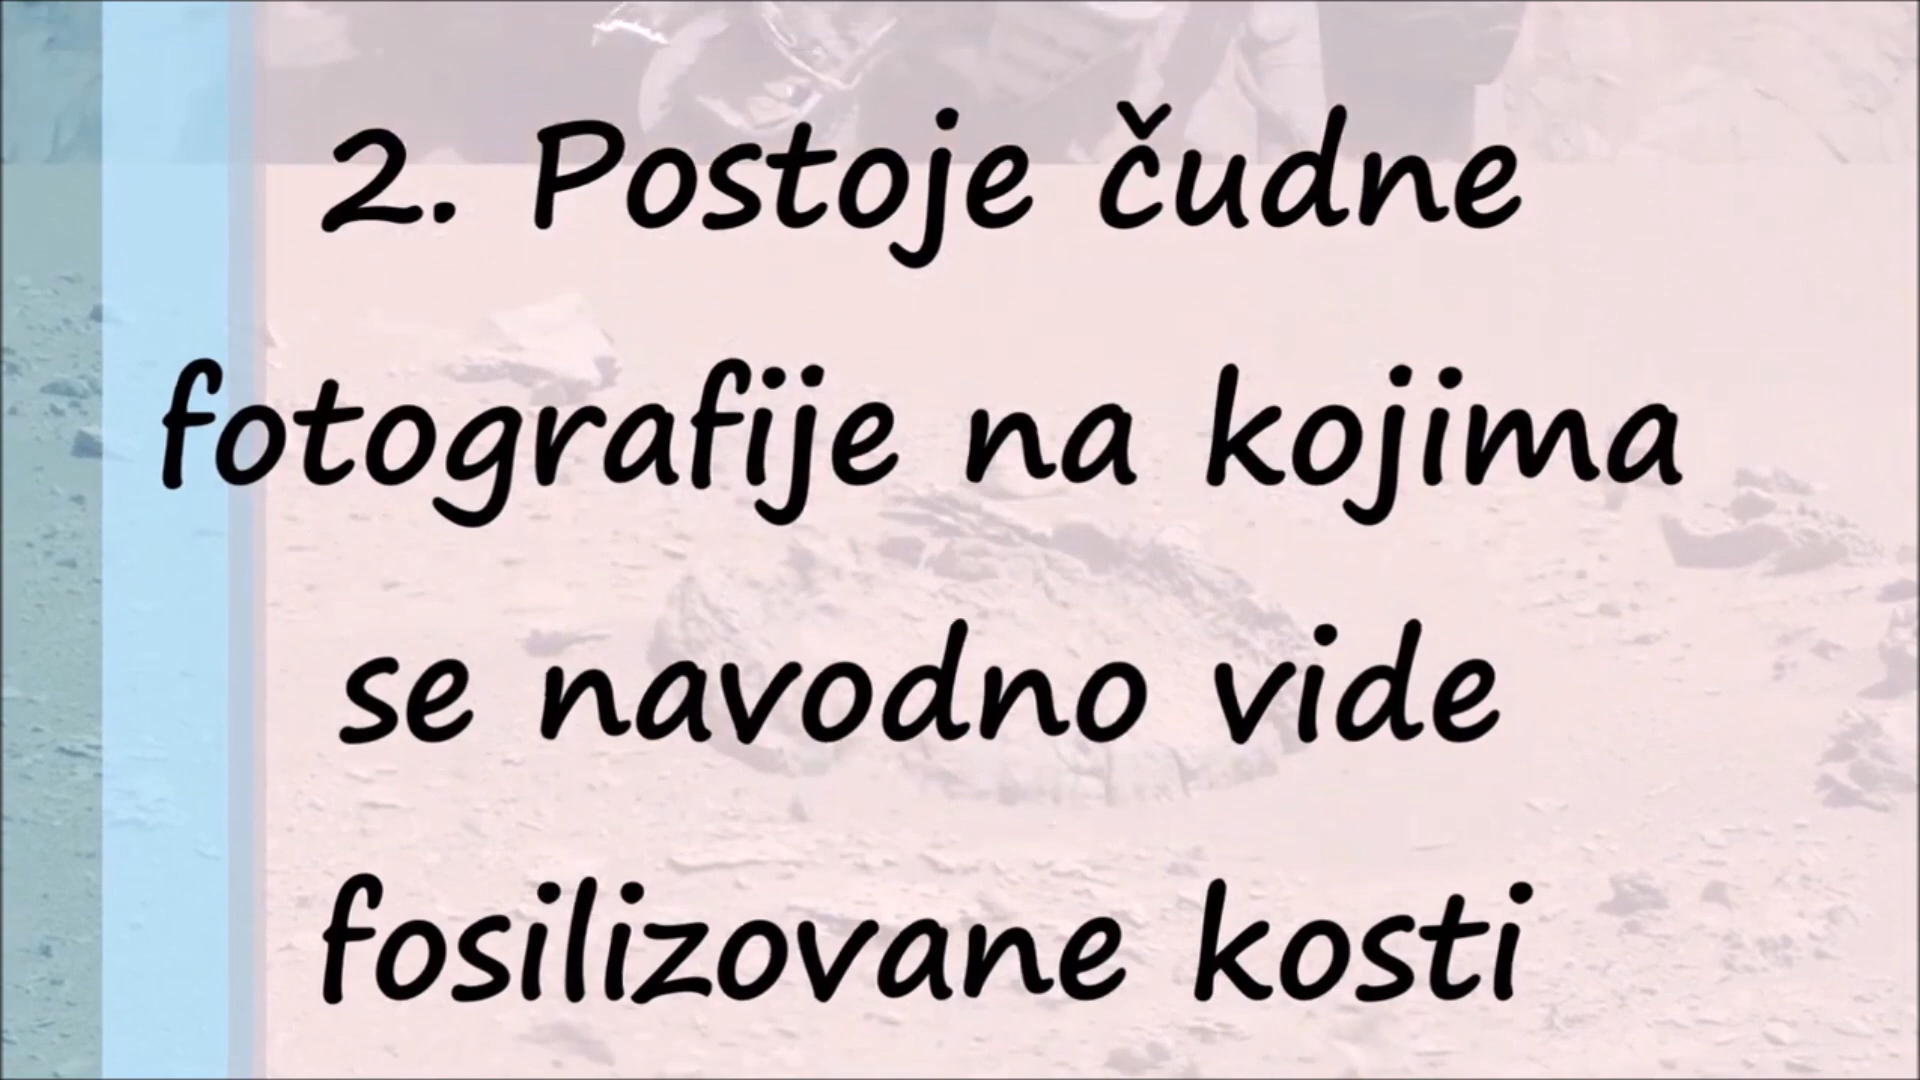 2. Postoje čudne
fotografije na kojima
se navodno vide
fosilizovane kosti